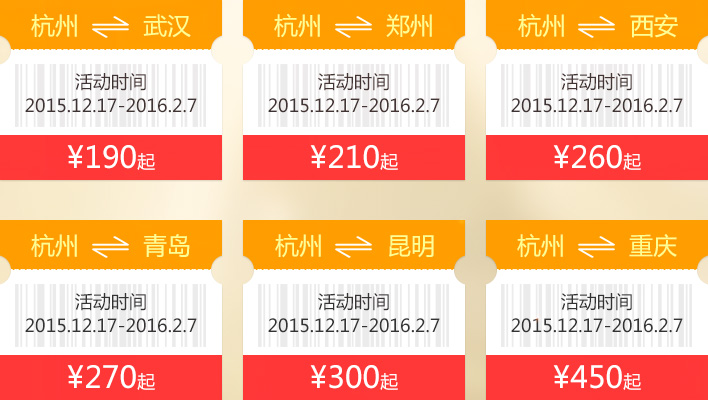 杭州 ⇌ 武汉
活动时间
2015.12.17-2016.2.7
¥190起
杭州 ⇌ 郑州
活动时间
2015.12.17-2016.2.7
¥210起
杭州 ⇌ 西安
活动时间
2015.12.17-2016.2.7
¥260起
杭州 ⇌ 青岛
活动时间
2015.12.17-2016.2.7
¥270起
杭州 ⇌ 昆明
活动时间
2015.12.17-2016.2.7
¥300起
杭州 ⇌ 重庆
活动时间
2015.12.17-2016.2.7
¥450起